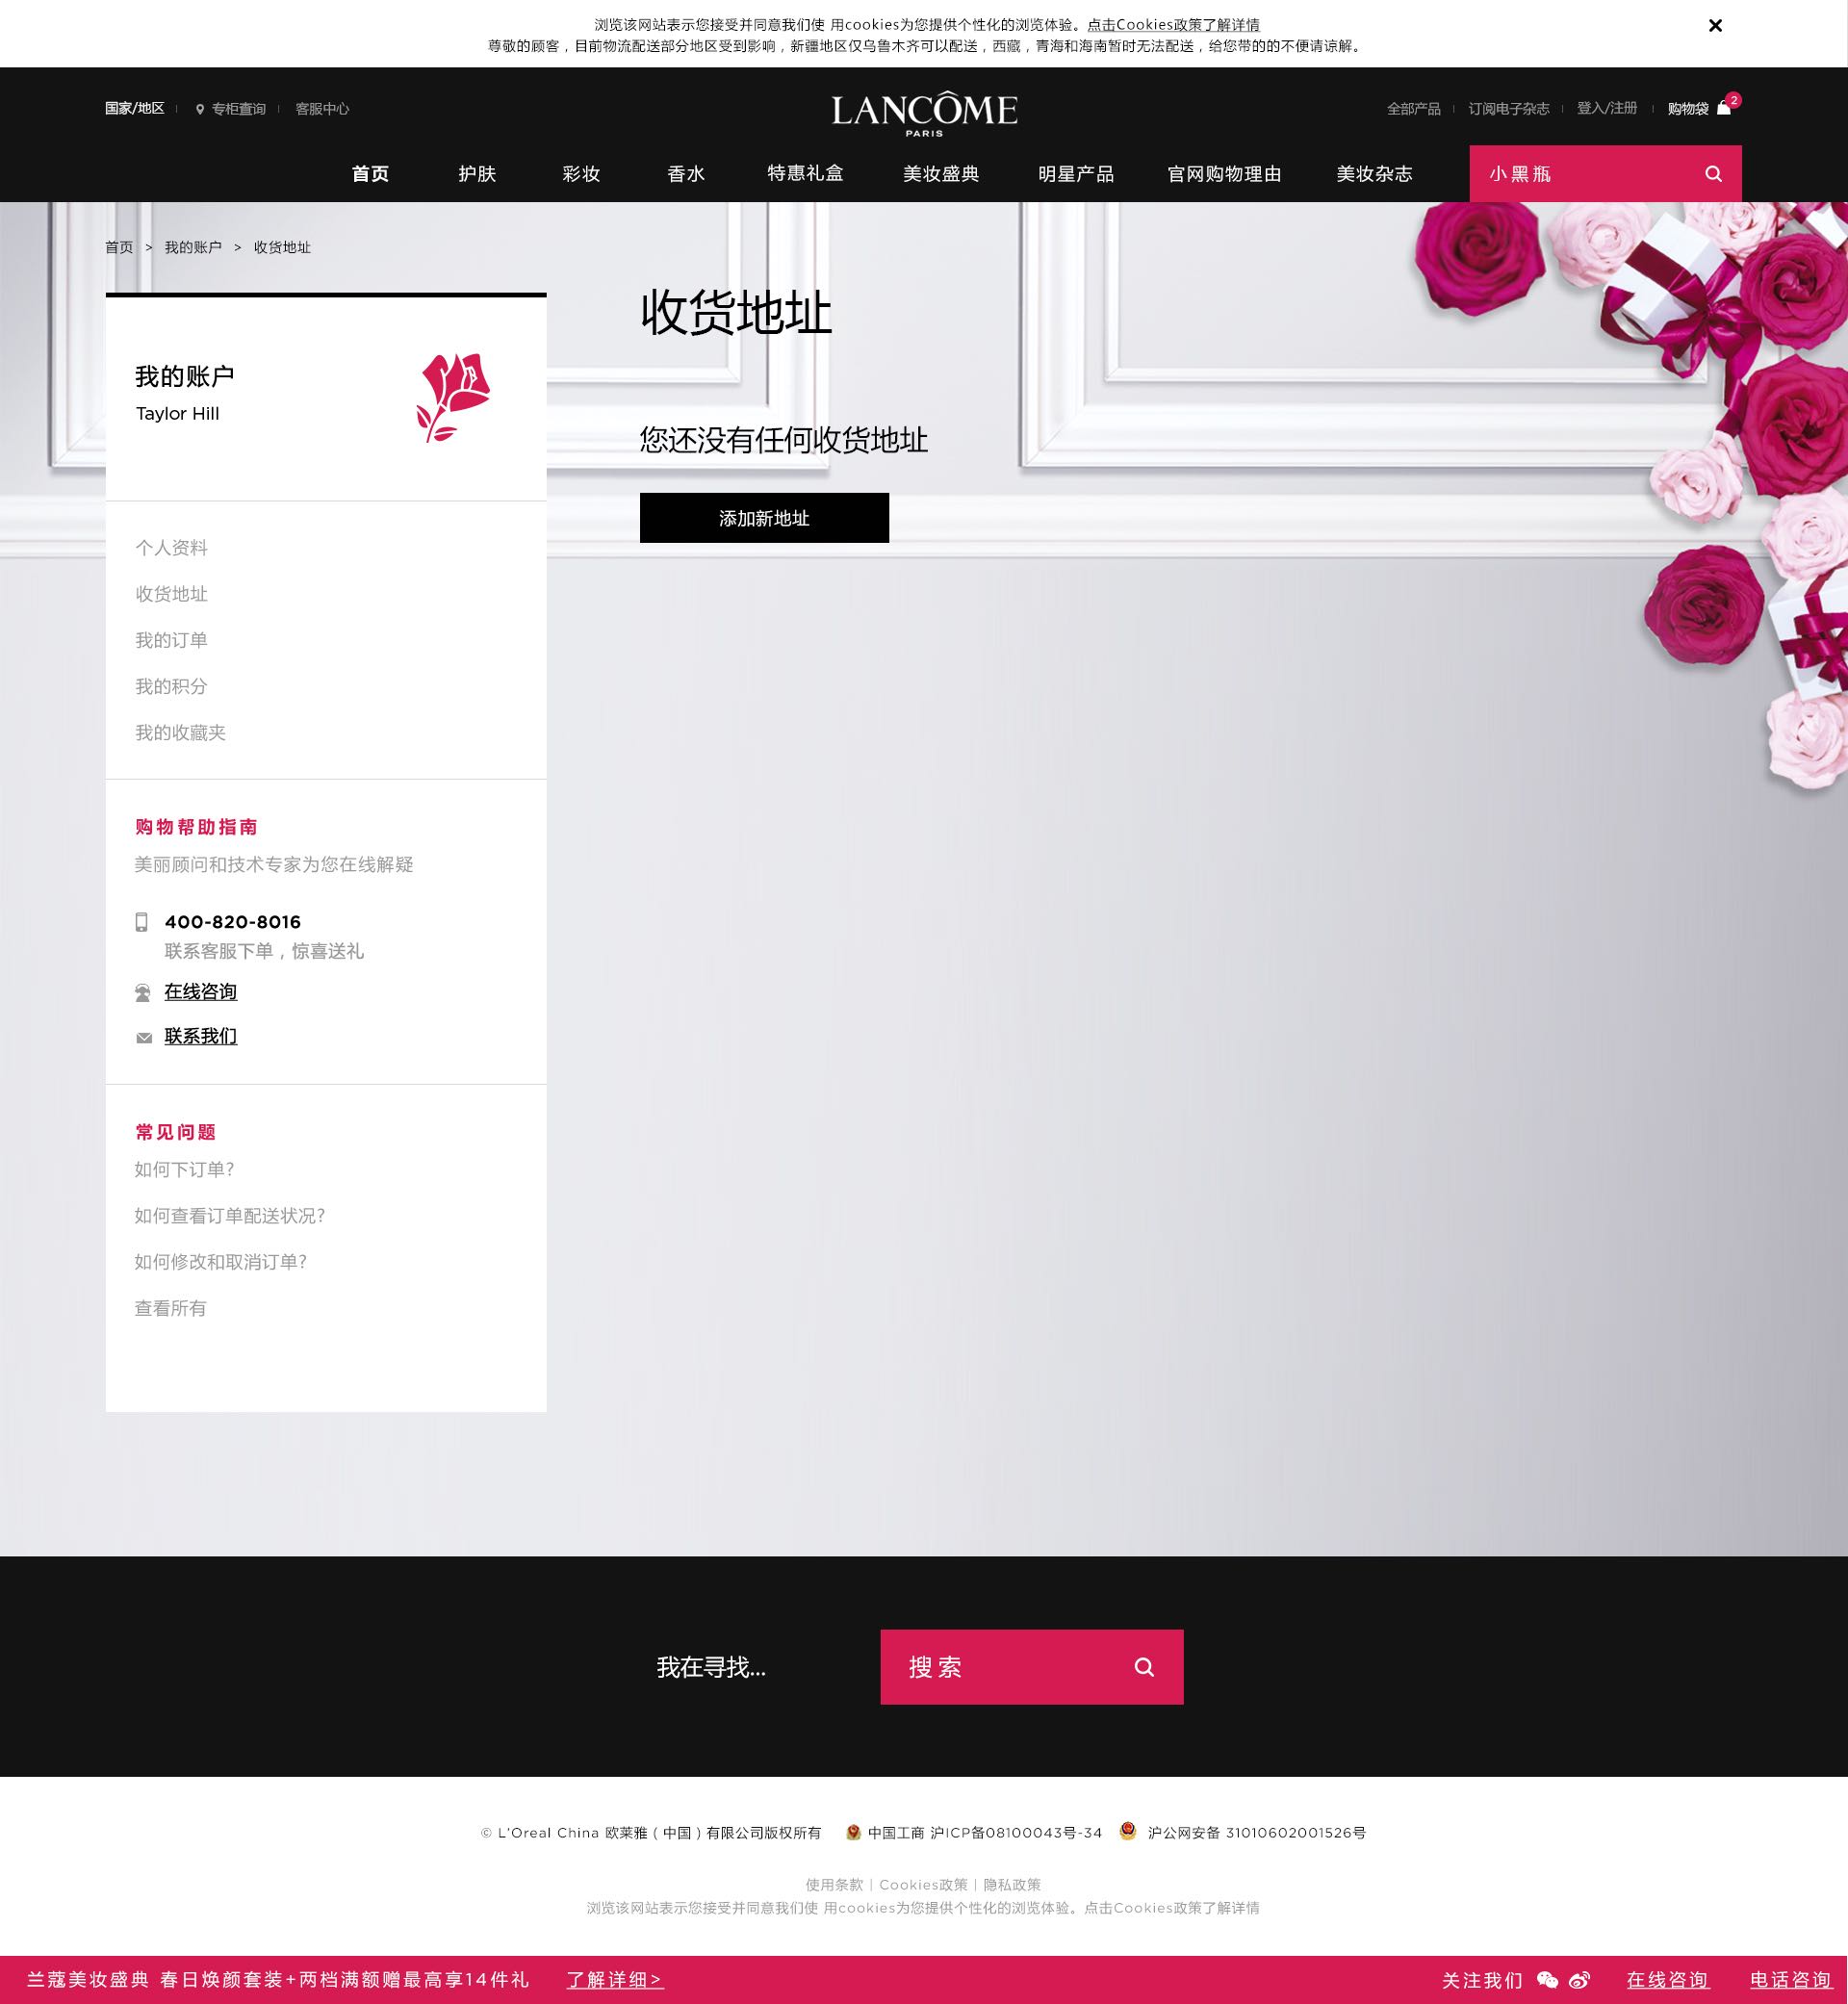 浏览该网站表示您接受并同意我们使 用cookies为您提供个性化的浏览体验。点击Cookies政策了解详情
尊敬的顾客，目前物流配送部分地区受到影响，新疆地区仅乌鲁木齐可以配送，西藏，青海和海南暂时无法配送，给您带的的不便请谅解。
国家/地区 专柜查询 客服中心
LANCÔME
PARIS
全部产品 订阅电子杂志 登入/注册 购物袋 2
首页 护肤 彩妆 香水 特惠礼盒 美妆盛典 明星产品 官网购物理由 美妆杂志 小黑瓶
首页 > 我的账户 > 收货地址
收货地址
我的账户
Taylor Hill
您还没有任何收货地址
添加新地址
个人资料
收货地址
我的订单
我的积分
我的收藏夹
购物帮助指南
美丽顾问和技术专家为您在线解疑
400-820-8016
联系客服下单，惊喜送礼
在线咨询
联系我们
常见问题
如何下订单？
如何查看订单配送状况？
如何修改和取消订单？
查看所有
我在寻找... 搜索
© L'Oreal China 欧莱雅（中国）有限公司版权所有 中国工商 沪ICP备08100043号-34 沪公网安备 31010602001526号
使用条款 | Cookies政策 | 隐私政策
浏览该网站表示您接受并同意我们使 用cookies为您提供个性化的浏览体验。点击Cookies政策了解详情
兰蔻美妆盛典 春日焕颜套装+两档满额赠最高享14件礼 了解详细> 关注我们 在线咨询 电话咨询